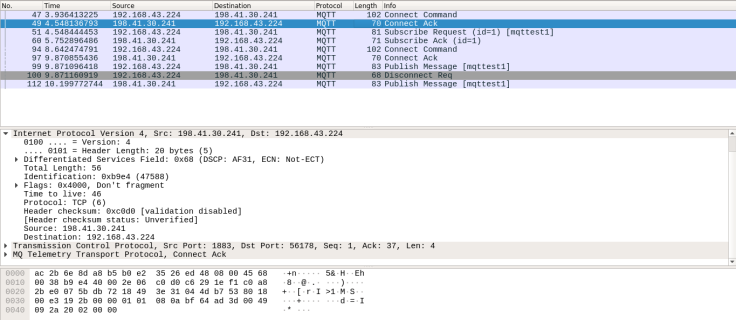 No. Time Source Destination Protocol Length Info
47 3.936413225 192.168.43.224 198.41.30.241 MQTT 102 Connect Command
49 4.548136793 198.41.30.241 192.168.43.224 MQTT 70 Connect Ack
51 4.548444453 192.168.43.224 198.41.30.241 MQTT 81 Subscribe Request (id=1) [mqttest1]
60 5.752896486 198.41.30.241 192.168.43.224 MQTT 71 Subscribe Ack (id=1)
94 8.642474791 192.168.43.224 198.41.30.241 MQTT 102 Connect Command
97 9.870855436 198.41.30.241 192.168.43.224 MQTT 70 Connect Ack
99 9.871096418 192.168.43.224 198.41.30.241 MQTT 83 Publish Message [mqttest1]
100 9.871160919 192.168.43.224 198.41.30.241 MQTT 68 Disconnect Req
112 10.199772744 198.41.30.241 192.168.43.224 MQTT 83 Publish Message [mqttest1]
Internet Protocol Version 4, Src: 198.41.30.241, Dst: 192.168.43.224
0100 .... = Version: 4
.... 0101 = Header Length: 20 bytes (5)
Differentiated Services Field: 0x68 (DSCP: AF31, ECN: Not-ECT)
Total Length: 56
Identification: 0xb9e4 (47588)
Flags: 0x4000, Don't fragment
Time to live: 46
Protocol: TCP (6)
Header checksum: 0xc0d0 [validation disabled]
[Header checksum status: Unverified]
Source: 198.41.30.241
Destination: 192.168.43.224
Transmission Control Protocol, Src Port: 1883, Dst Port: 56178, Seq: 1, Ack: 37, Len: 4
MQ Telemetry Transport Protocol, Connect Ack
0000 ac 2b 6e 8d a8 b5 b0 e2 35 26 ed 48 08 00 45 68 ·+n····· 5&·H··Eh
0010 00 38 b9 e4 40 00 2e 06 c0 d0 c6 29 1e f1 c0 a8 ·8··@·.· ···)····
0020 2b e0 07 5b db 72 18 49 3e 31 04 4d b7 53 80 18 +··[·r·I >1·M·S··
0030 00 e3 19 2b 00 00 01 01 08 0a bf 64 ad 3d 00 49 ···+···· ···d·=·I
0040 09 2a 20 02 00 00 ·* ···